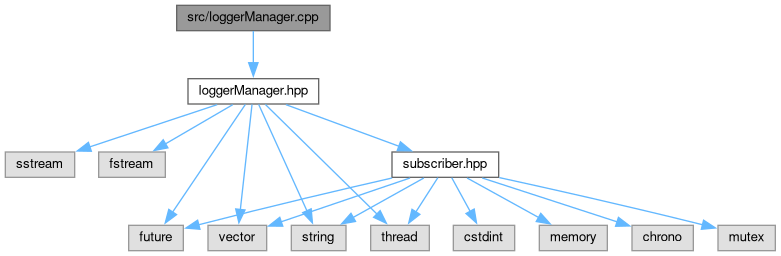 src/loggerManager.cpp
loggerManager.hpp
sstream
fstream
subscriber.hpp
future
vector
string
thread
cstdint
memory
chrono
mutex